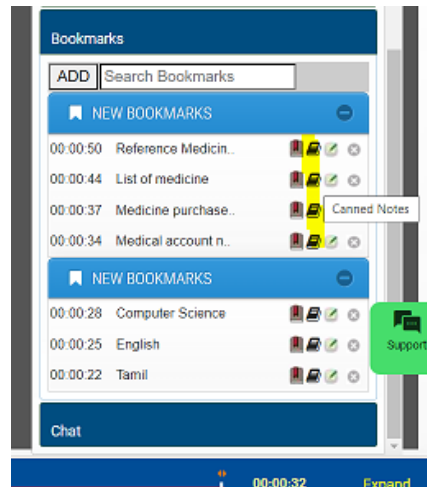 Bookmarks
ADD Search Bookmarks
NEW BOOKMARKS
00:00:50 Reference Medicin..
00:00:44 List of medicine
00:00:37 Medicine purchase..
Canned Notes
00:00:34 Medical account n..
NEW BOOKMARKS
00:00:28 Computer Science
00:00:25 English
00:00:22 Tamil
Support
Chat
00:00:32 Expand